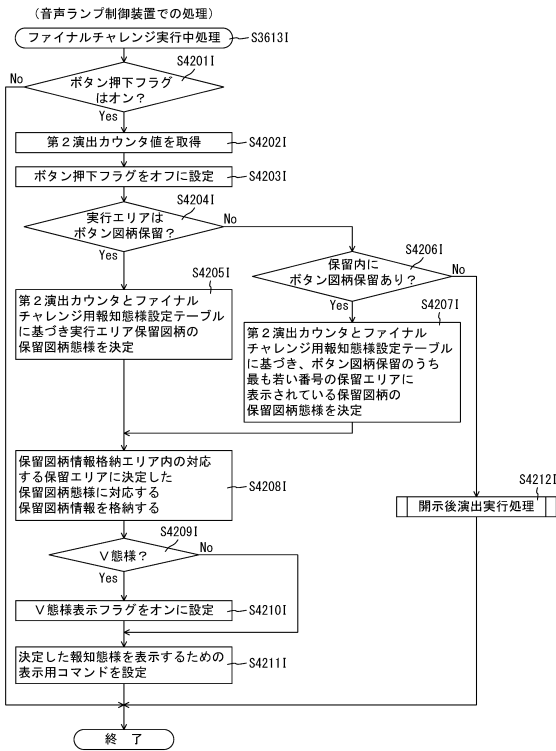 (音声ランプ制御装置での処理)
ファイナルチャレンジ実行中処理
S3613I
S4201I
ボタン押下フラグ
はオン?
No
Yes
第2演出カウンタ値を取得
S4202I
ボタン押下フラグをオフに設定
S4203I
S4204I
実行エリアは
ボタン図柄保留?
No
Yes
S4206I
保留内に
ボタン図柄保留あり?
No
Yes
S4205I
第2演出カウンタとファイナル
チャレンジ用報知態様設定テーブル
に基づき実行エリア保留図柄の
保留図柄態様を決定
S4207I
第2演出カウンタとファイナル
チャレンジ用報知態様設定テーブル
に基づき、ボタン図柄保留のうち
最も若い番号の保留エリアに
表示されている保留図柄の
保留図柄態様を決定
保留図柄情報格納エリア内の対応
する保留エリアに決定した
保留図柄態様に対応する
保留図柄情報を格納する
S4208I
S4212I
開示後演出実行処理
S4209I
V態様?
No
Yes
V態様表示フラグをオンに設定
S4210I
決定した報知態様を表示するための
表示用コマンドを設定
S4211I
終 了